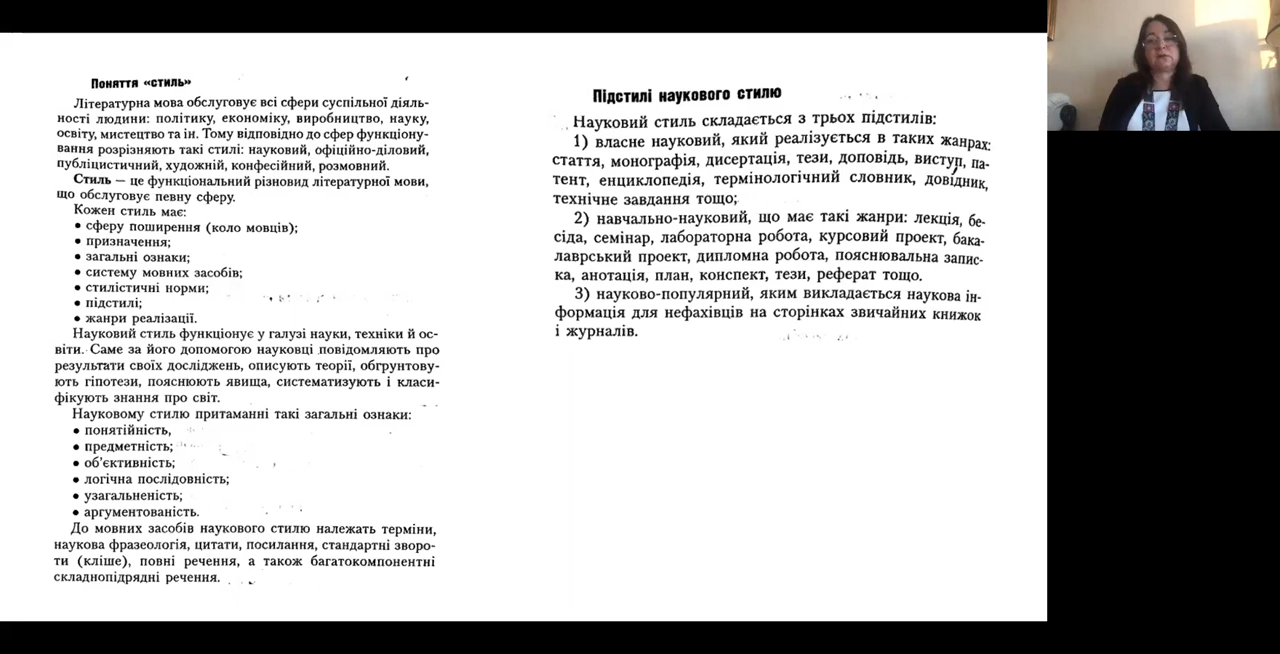 Поняття «стиль»
Літературна мова обслуговує всі сфери суспільної діяль-
ності людини: політику, економіку, виробництво, науку,
освіту, мистецтво та ін. Тому відповідно до сфер функціону-
вання розрізняють такі стилі: науковий, офіційно-діловий,
публіцистичний, художній, конфесійний, розмовний.
Стиль — це функціональний різновид літературної мови,
що обслуговує певну сферу.
Кожен стиль має:
• сферу поширення (коло мовців);
• призначення;
• загальні ознаки;
• систему мовних засобів;
• стилістичні норми;
• підстилі;
• жанри реалізації.
Науковий стиль функціонує у галузі науки, техніки й ос-
віти. Саме за його допомогою науковці повідомляють про
результати своїх досліджень, описують теорії, обґрунтову-
ють гіпотези, пояснюють явища, систематизують і класи-
фікують знання про світ.
Науковому стилю притаманні такі загальні ознаки:
• понятійність,
• предметність;
• об’єктивність;
• логічна послідовність;
• узагальненість;
• аргументованість.
До мовних засобів наукового стилю належать терміни,
наукова фразеологія, цитати, посилання, стандартні зворо-
ти (кліше), повні речення, а також багатокомпонентні
складнопідрядні речення.
Підстилі наукового стилю
Науковий стиль складається з трьох підстилів:
1) власне науковий, який реалізується в таких жанрах:
стаття, монографія, дисертація, тези, доповідь, виступ, па-
тент, енциклопедія, термінологічний словник, довідник,
технічне завдання тощо;
2) навчально-науковий, що має такі жанри: лекція, бе-
сіда, семінар, лабораторна робота, курсовий проект, бака-
лаврський проект, дипломна робота, пояснювальна запис-
ка, анотація, план, конспект, тези, реферат тощо.
3) науково-популярний, яким викладається наукова ін-
формація для нефахівців на сторінках звичайних книжок
і журналів.